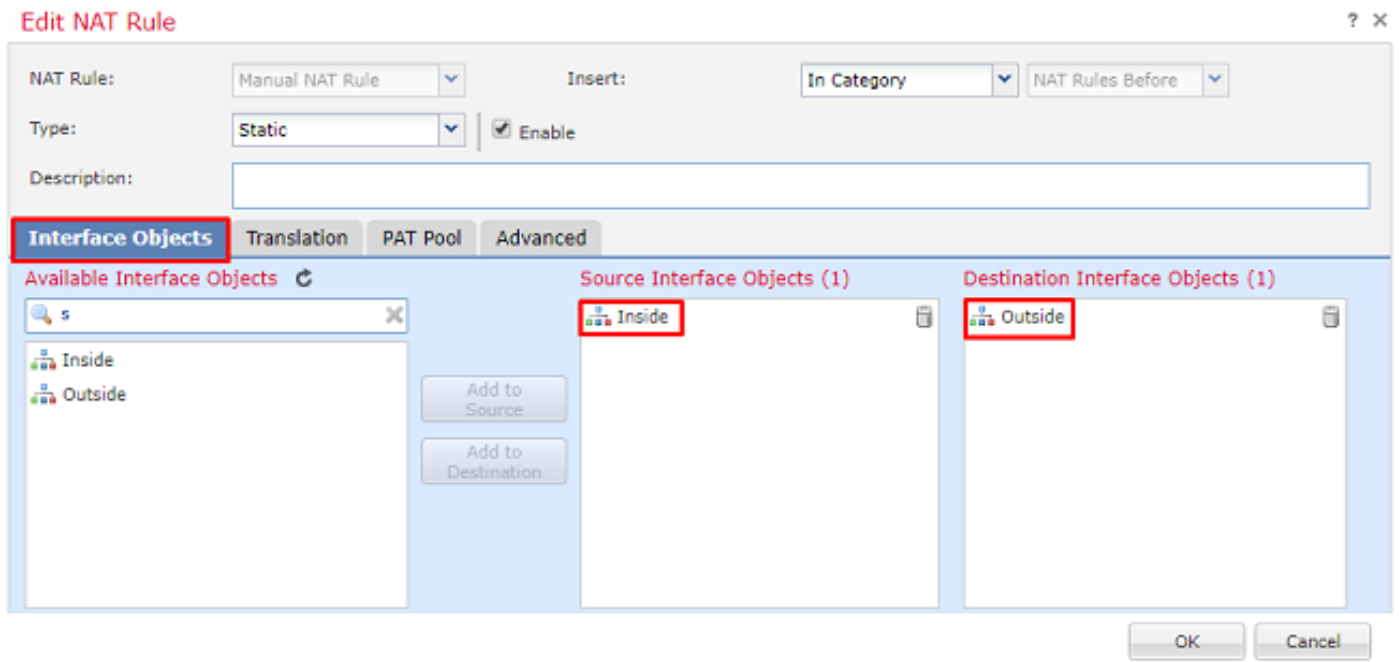 Edit NAT Rule ? ×
NAT Rule: Manual NAT Rule Insert: In Category NAT Rules Before
Type: Static Enable
Description:
Interface Objects Translation PAT Pool Advanced
Available Interface Objects Source Interface Objects (1) Destination Interface Objects (1)
s Inside Outside
Inside
Outside
Add to
Source
Add to
Destination
OK Cancel